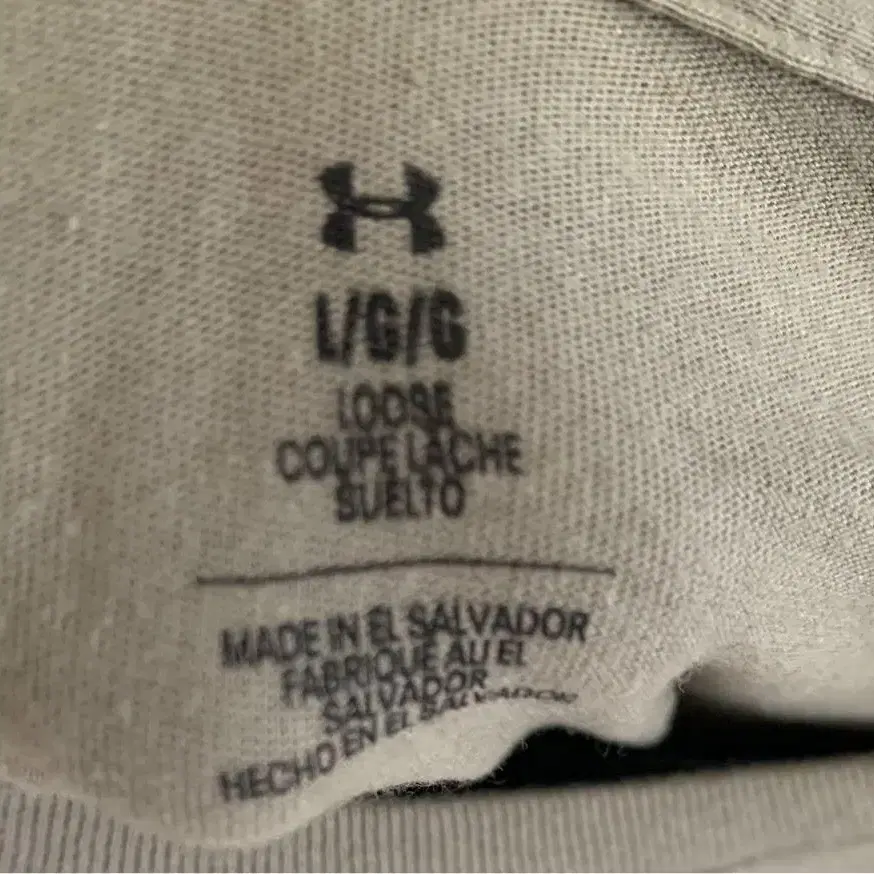 L/G/G
LOOSE
COUPE LACHE
SUELTO
MADE IN EL SALVADOR
FABRIQUE AU EL
SALVADOR
HECHO EN EL SALVADOR